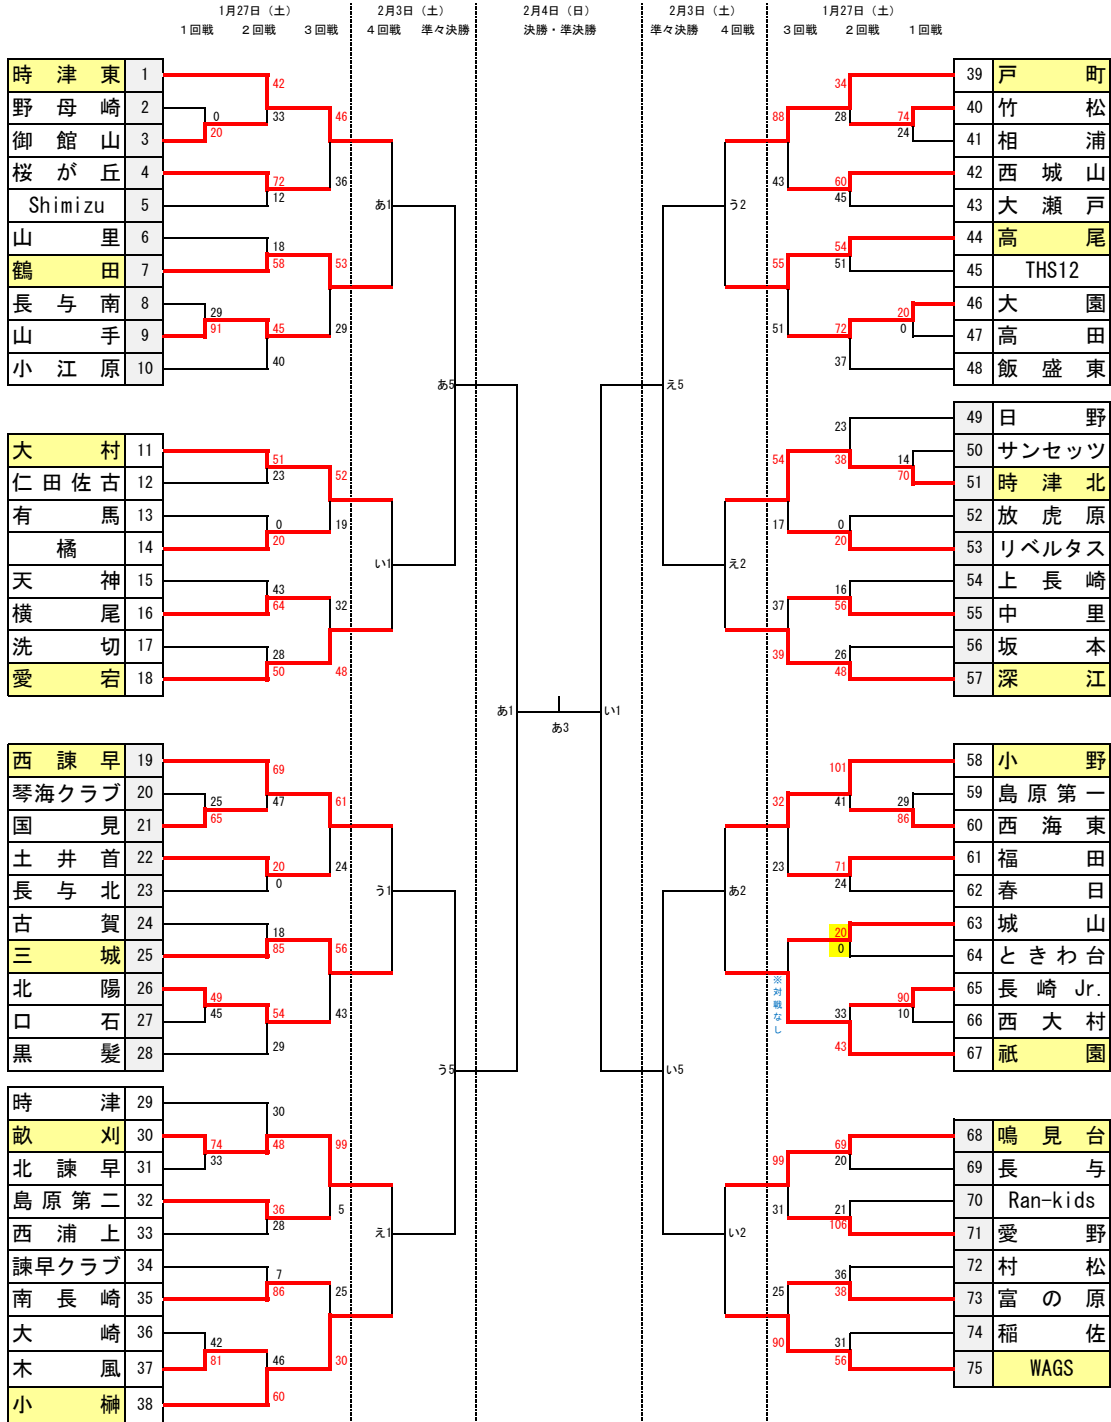 1月27日（土） 2月3日（土） 2月4日（日） 2月3日（土） 1月27日（土）
１回戦 ２回戦 ３回戦 ４回戦 準々決勝 決勝・準決勝 準々決勝 ４回戦 ３回戦 ２回戦 １回戦
時津東 1
野母崎 2
御館山 3
桜が丘 4
Shimizu 5
山里 6
鶴田 7
長与南 8
山手 9
小江原 10
42
0 33
20
46
72
12
36
18
58
53
29
91
45
29
40
あ1
あ5
大村 11
仁田佐古 12
有馬 13
橘 14
天神 15
横尾 16
洗切 17
愛宕 18
51
23
52
0
20
19
43
64
32
28
50
48
い1
西諫早 19
琴海クラブ 20
国見 21
土井首 22
長与北 23
古賀 24
三城 25
北陽 26
口石 27
黒髪 28
69
25 47
65
61
20
0
24
18
85
56
49
45
54
43
29
う1
う5
時津 29
畝刈 30
北諫早 31
島原第二 32
西浦上 33
諫早クラブ 34
南長崎 35
大崎 36
木風 37
小榊 38
30
74 48
33
99
36
28
5
7
86
25
42
81
46
30
60
え1
あ1 あ3 い1
39 戸町
40 竹松
41 相浦
42 西城山
43 大瀬戸
44 高尾
45 THS12
46 大園
47 高田
48 飯盛東
34
28 74
24
88
60
45
43
54
51
55
20
0
72
51
37
う2
え5
49 日野
50 サンセッツ
51 時津北
52 放虎原
53 リベルタス
54 上長崎
55 中里
56 坂本
57 深江
23
38 14
70
54
0
20
17
16
56
37
26
48
39
え2
58 小野
59 島原第一
60 西海東
61 福田
62 春日
63 城山
64 ときわ台
65 長崎Jr.
66 西大村
67 祇園
101
41 29
86
32
71
24
23
20
0
※対戦なし
90
10
33
43
あ2
い5
68 鳴見台
69 長与
70 Ran-kids
71 愛野
72 村松
73 富の原
74 稲佐
75 WAGS
69
20
99
21
106
31
36
38
25
31
56
90
い2